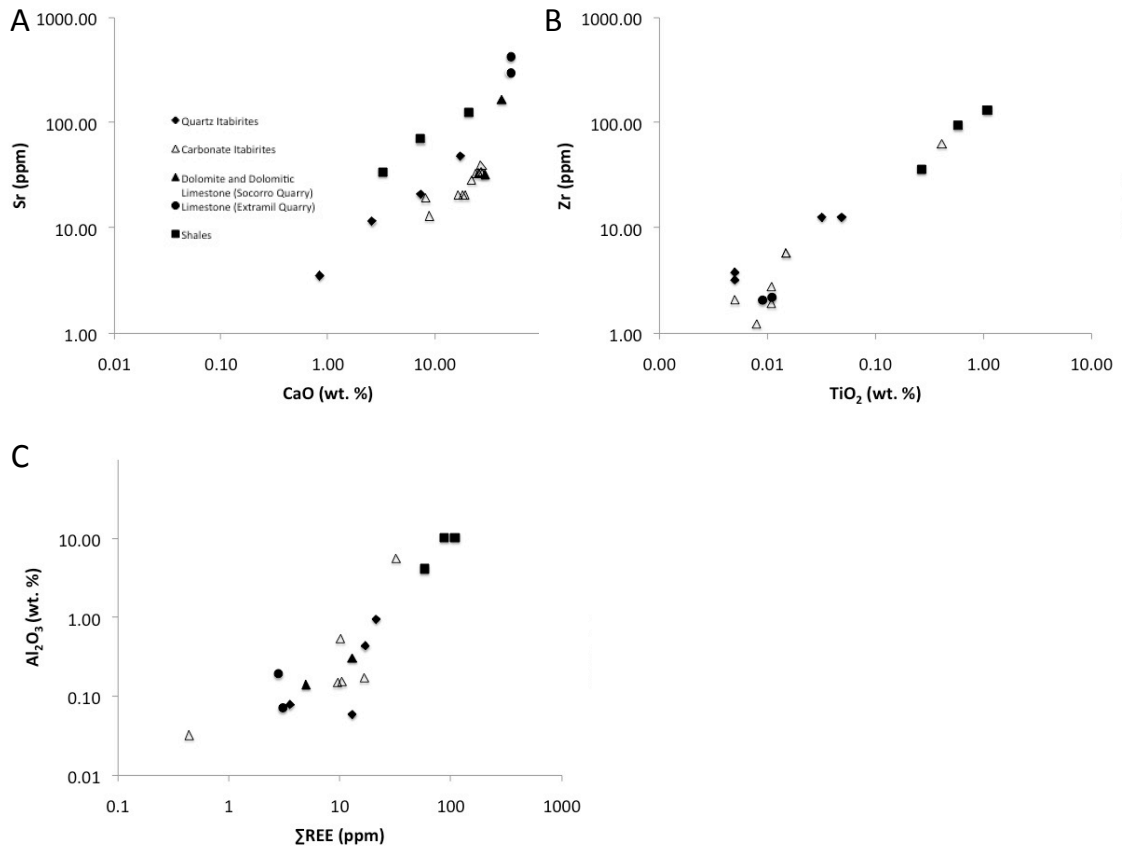 A
1000.00
100.00
10.00
1.00
Sr (ppm)
Quartz Itabirites
Carbonate Itabirites
Dolomite and Dolomitic
Limestone (Socorro Quarry)
Limestone (Extramil Quarry)
Shales
0.01
1.00
10.00
CaO (wt. %)
B
1000.00
100.00
10.00
1.00
Zr (ppm)
0.00
0.01
0.10
1.00
10.00
TiO₂ (wt. %)
C
10.00
1.00
0.10
0.01
Al₂O₃ (wt. %)
0.1
1
10
100
1000
∑REE (ppm)